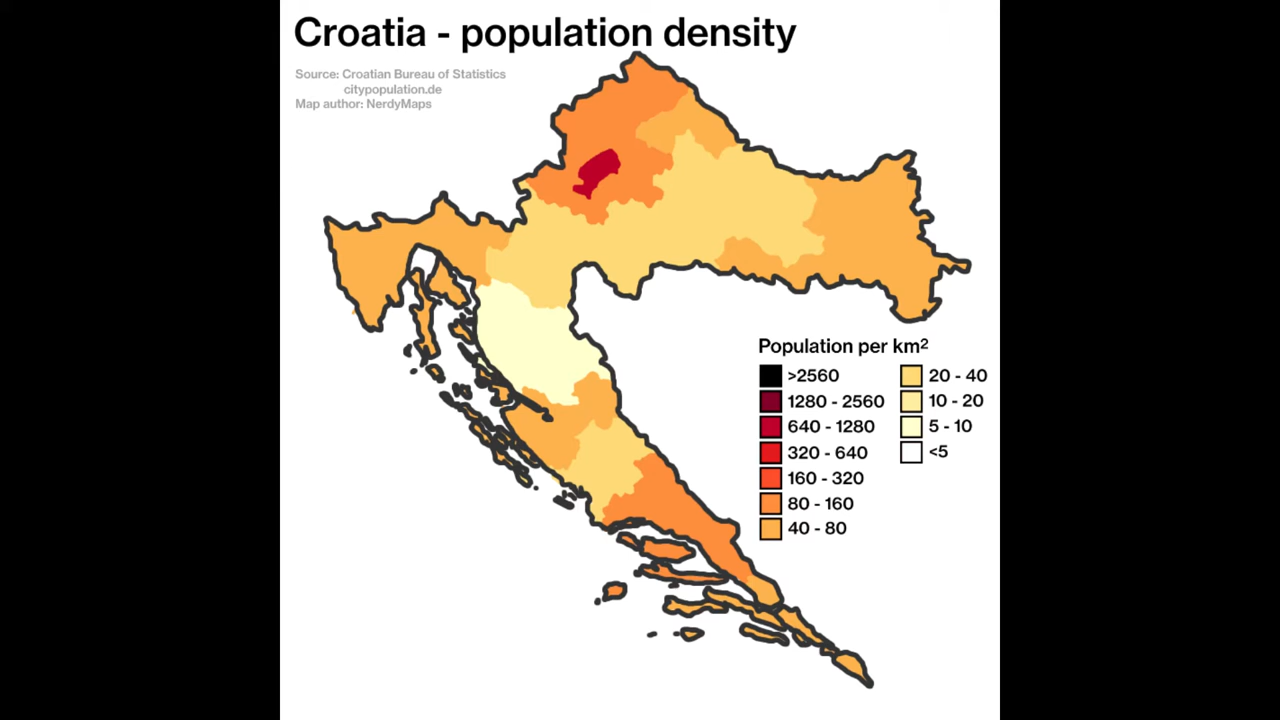 Croatia - population density
Source: Croatian Bureau of Statistics
citypopulation.de
Map author: NerdyMaps
Population per km²
>2560
1280 - 2560
640 - 1280
320 - 640
160 - 320
80 - 160
40 - 80
20 - 40
10 - 20
5 - 10
<5